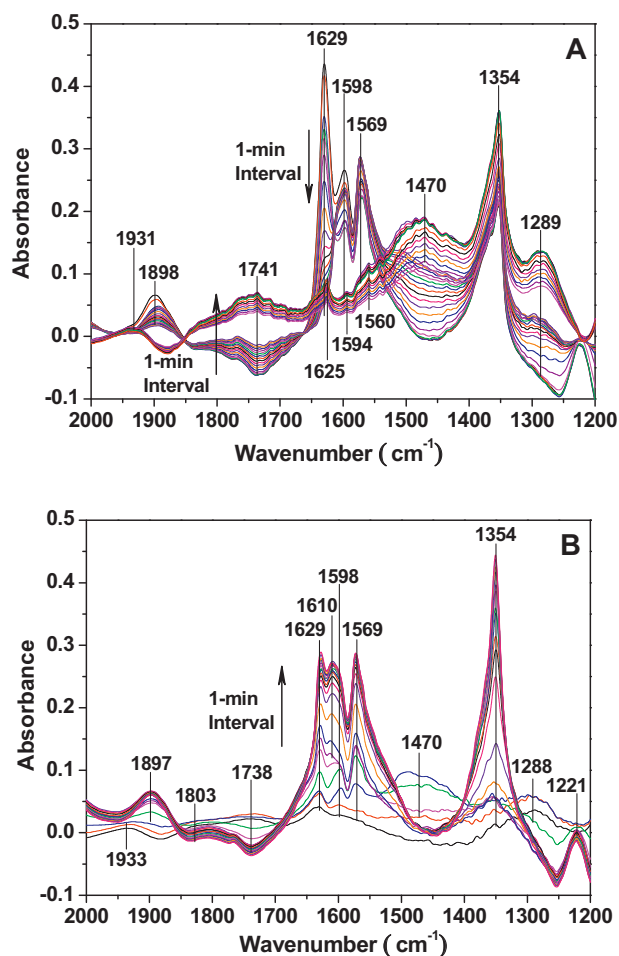 A
0.5
0.4
0.3
0.2
0.1
0.0
-0.1
Absorbance
1629
1598
1569
1354
1-min
Interval
1470
1289
1931
1898
1741
1-min
Interval
1594
1560
1625
2000 1900 1800 1700 1600 1500 1400 1300 1200
Wavenumber ( cm-1)
B
0.5
0.4
0.3
0.2
0.1
0.0
-0.1
Absorbance
1354
1598
1610
1629
1569
1-min
Interval
1470
1288
1221
1897
1803
1738
1933
2000 1900 1800 1700 1600 1500 1400 1300 1200
Wavenumber ( cm-1)